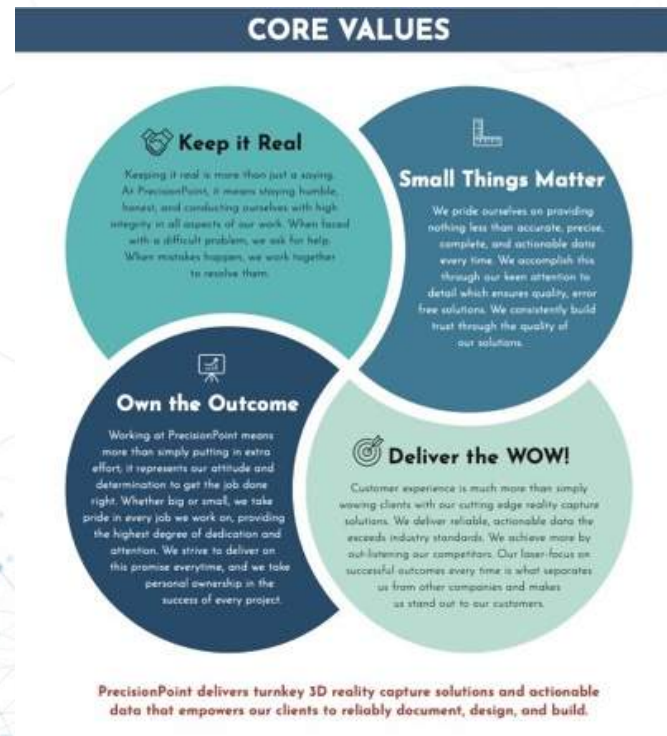 CORE VALUES
Keep it Real
Keeping it real is more than just a saying.
At PrecisionPoint, it means staying humble,
honest, and conducting ourselves with high
integrity in all aspects of our work. When faced
with a difficult problem, we ask for help.
When mistakes happen, we work together
to resolve them.
Small Things Matter
We pride ourselves on providing
nothing less than accurate, precise,
complete, and actionable data
every time. We accomplish this
through our keen attention to
detail which ensures quality, error
free solutions. We consistently build
trust through the quality of
our solutions.
Own the Outcome
Working at PrecisionPoint means
more than simply putting in extra
effort; it represents our attitude and
determination to get the job done
right. Whether big or small, we take
pride in every job we work on, providing
the highest degree of dedication and
attention. We strive to deliver on
this promise everytime, and we take
personal ownership in the
success of every project.
Deliver the WOW!
Customer experience is much more than simply
wowing clients with our cutting edge reality capture
solutions. We deliver reliable, actionable data the
exceeds industry standards. We achieve more by
out-listening our competitors. Our laser-focus on
successful outcomes every time is what separates
us from other companies and makes
us stand out to our customers.
PrecisionPoint delivers turnkey 3D reality capture solutions and actionable
data that empowers our clients to reliably document, design, and build.